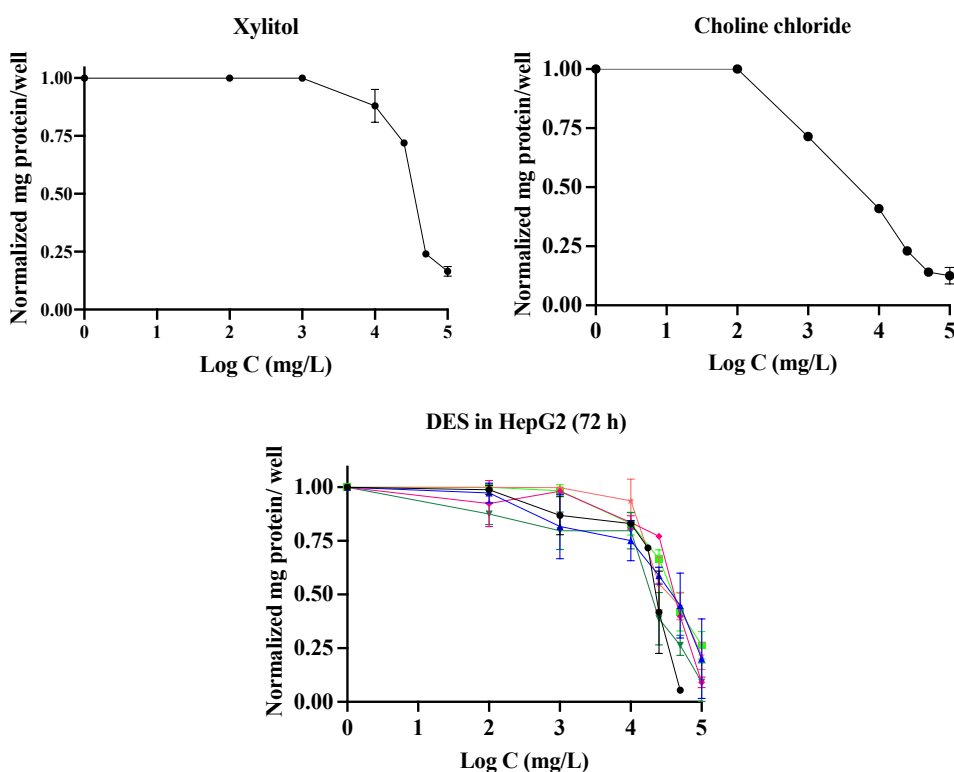 Xylitol
Normalized mg protein/well
1.00
0.75
0.50
0.25
0.00
0 1 2 3 4 5
Log C (mg/L)
Choline chloride
Normalized mg protein/well
1.00
0.75
0.50
0.25
0.00
0 1 2 3 4 5
Log C (mg/L)
DES in HepG2 (72 h)
Normalized mg protein/ well
1.00
0.75
0.50
0.25
0.00
0 1 2 3 4 5
Log C (mg/L)